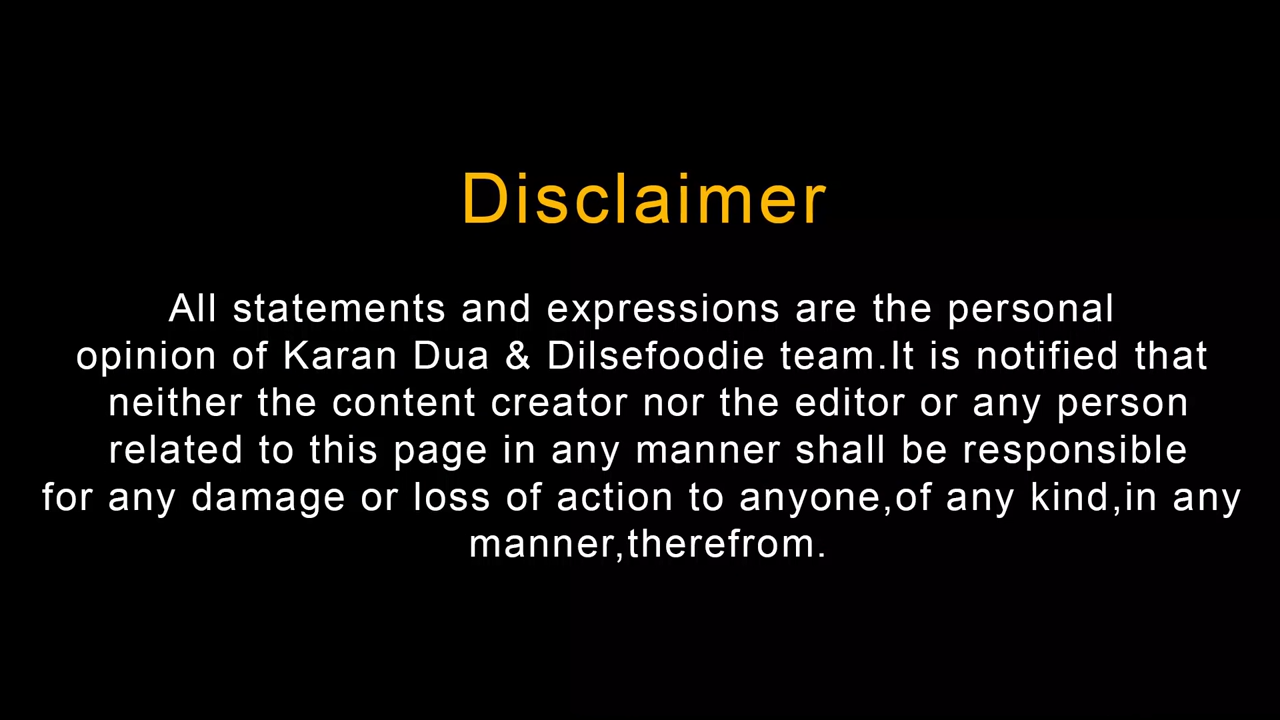 Disclaimer
All statements and expressions are the personal
opinion of Karan Dua & Dilsefoodie team.It is notified that
neither the content creator nor the editor or any person
related to this page in any manner shall be responsible
for any damage or loss of action to anyone,of any kind,in any
manner,therefrom.